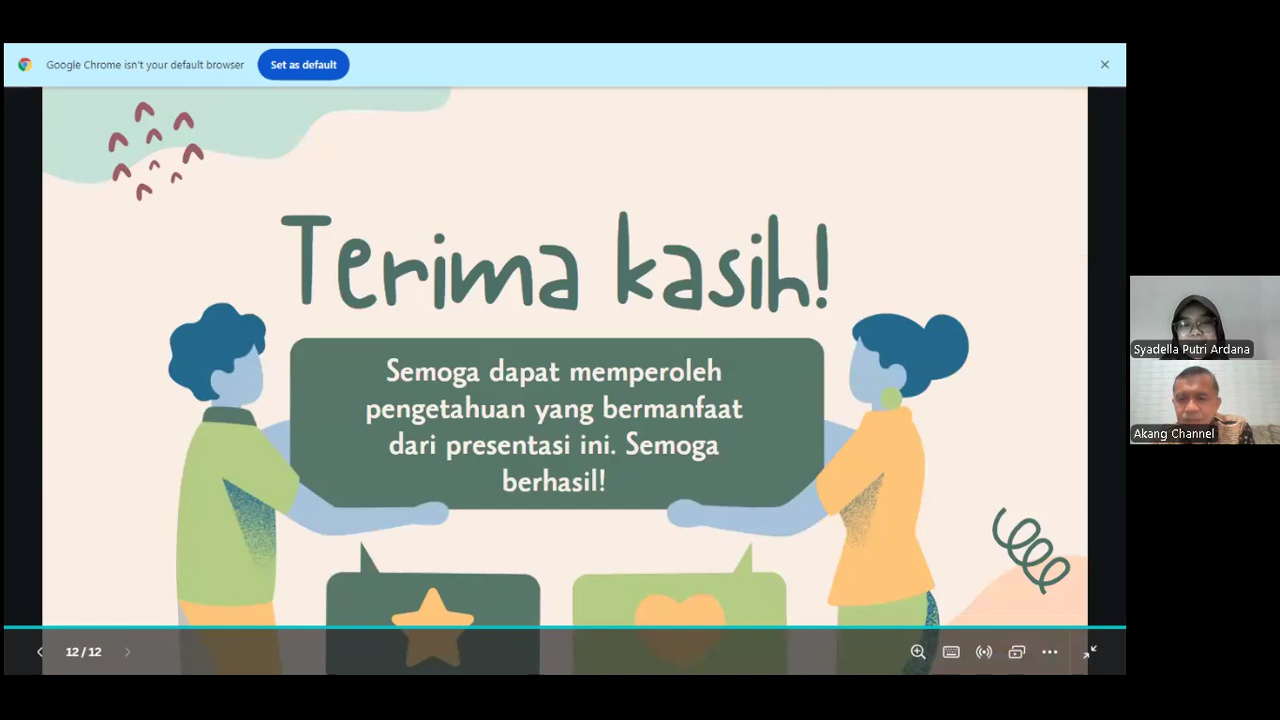 Google Chrome isn't your default browser
Set as default
Terima kasih!
Semoga dapat memperoleh
pengetahuan yang bermanfaat
dari presentasi ini. Semoga
berhasil!
Syadella Putri Ardana
Akang Channel
12 / 12